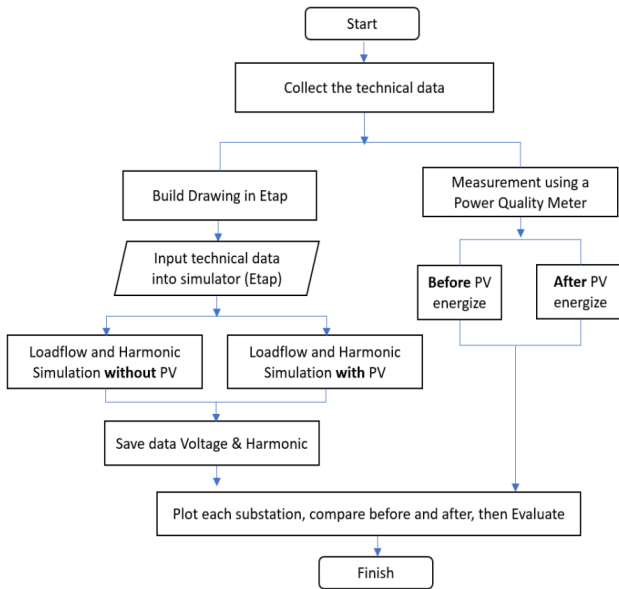 Start
Collect the technical data
Build Drawing in Etap
Measurement using a
Power Quality Meter
Input technical data
into simulator (Etap)
Before PV
energize
After PV
energize
Loadflow and Harmonic
Simulation without PV
Loadflow and Harmonic
Simulation with PV
Save data Voltage & Harmonic
Plot each substation, compare before and after, then Evaluate
Finish